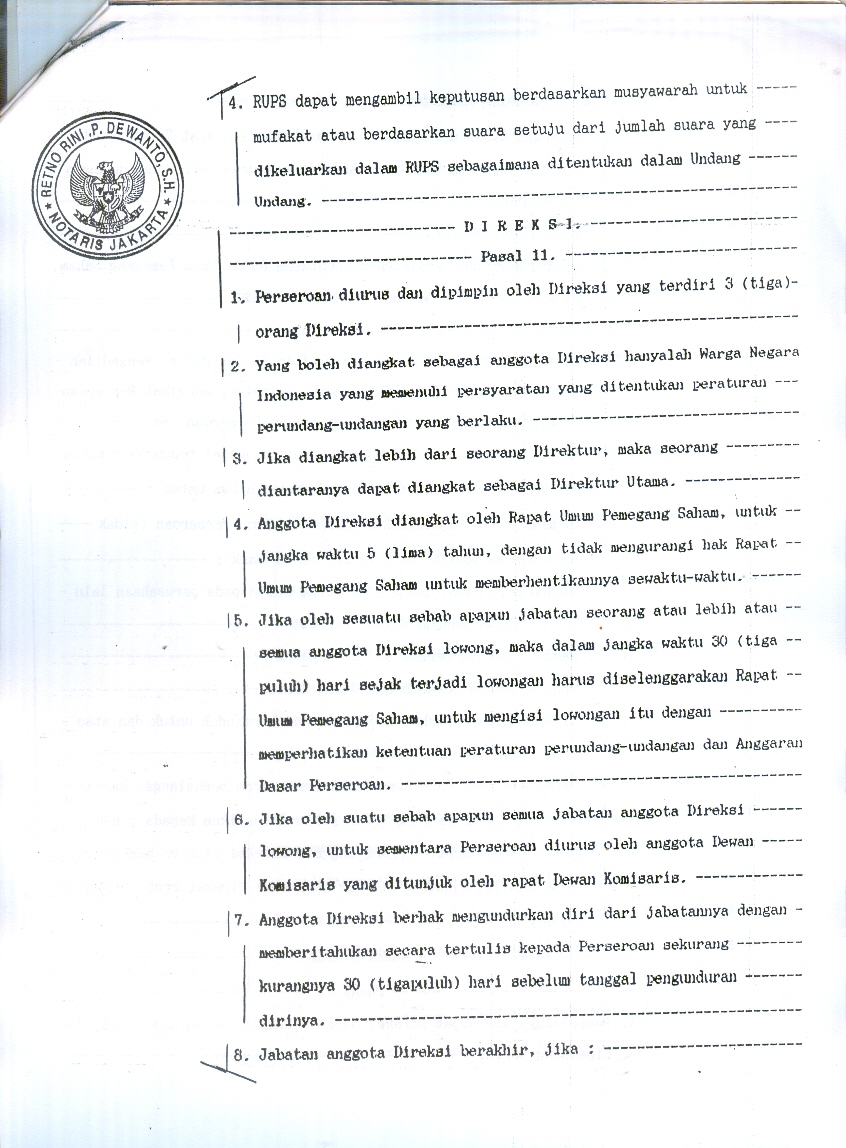 RETNO RINI .P. DEWANTO, S.H
★ NOTARIS JAKARTA ★
4. RUPS dapat mengambil keputusan berdasarkan musyawarah untuk -----
mufakat atau berdasarkan suara setuju dari jumlah suara yang ----
dikeluarkan dalam RUPS sebagaimana ditentukan dalam Undang ------
Undang. ---------------------------------------------------------
--------------------------- D I R E K S I. --------------------------
----------------------------- Pasal 11. ----------------------------
1. Perseroan diurus dan dipimpin oleh Direksi yang terdiri 3 (tiga)-
orang Direksi. --------------------------------------------------
2. Yang boleh diangkat sebagai anggota Direksi hanyalah Warga Negara
Indonesia yang memenuhi persyaratan yang ditentukan peraturan ---
perundang-undangan yang berlaku. --------------------------------
3. Jika diangkat lebih dari seorang Direktur, maka seorang ---------
diantaranya dapat diangkat sebagai Direktur Utama. --------------
4. Anggota Direksi diangkat oleh Rapat Umum Pemegang Saham, untuk --
jangka waktu 5 (lima) tahun, dengan tidak mengurangi hak Rapat --
Umum Pemegang Saham untuk memberhentikannya sewaktu-waktu. ------
5. Jika oleh sesuatu sebab apapun jabatan seorang atau lebih atau --
semua anggota Direksi lowong, maka dalam jangka waktu 30 (tiga --
puluh) hari sejak terjadi lowongan harus diselenggarakan Rapat --
Umum Pemegang Saham, untuk mengisi lowongan itu dengan ----------
memperhatikan ketentuan peraturan perundang-undangan dan Anggaran
Dasar Perseroan. ------------------------------------------------
6. Jika oleh suatu sebab apapun semua jabatan anggota Direksi ------
lowong, untuk sementara Perseroan diurus oleh anggota Dewan -----
Komisaris yang ditunjuk oleh rapat Dewan Komisaris. -------------
7. Anggota Direksi berhak mengundurkan diri dari jabatannya dengan -
memberitahukan secara tertulis kepada Perseroan sekurang --------
kurangnya 30 (tigapuluh) hari sebelum tanggal pengunduran -------
dirinya. --------------------------------------------------------
8. Jabatan anggota Direksi berakhir, jika : ------------------------